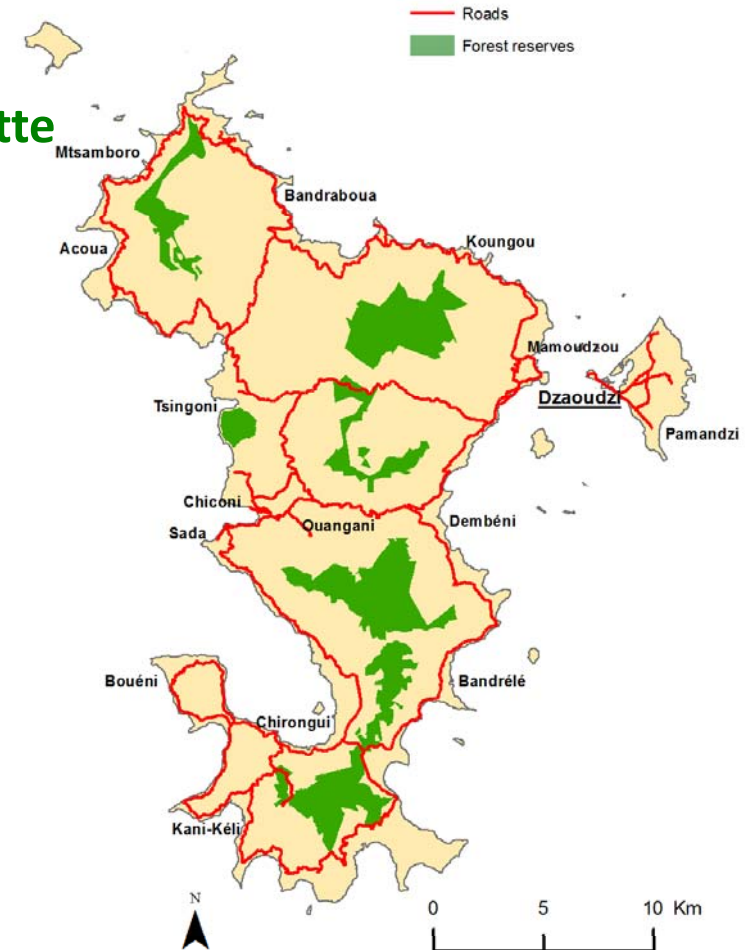 Roads
Forest reserves
tte
Mtsamboro
Bandraboua
Acoua
Koungou
Mamoudzou
Dzaoudzi
Tsingoni
Pamandzi
Chiconi
Ouangani
Dembéni
Sada
Bouéni
Bandrélé
Chirongui
Kani-Kéli
N
0 5 10 Km